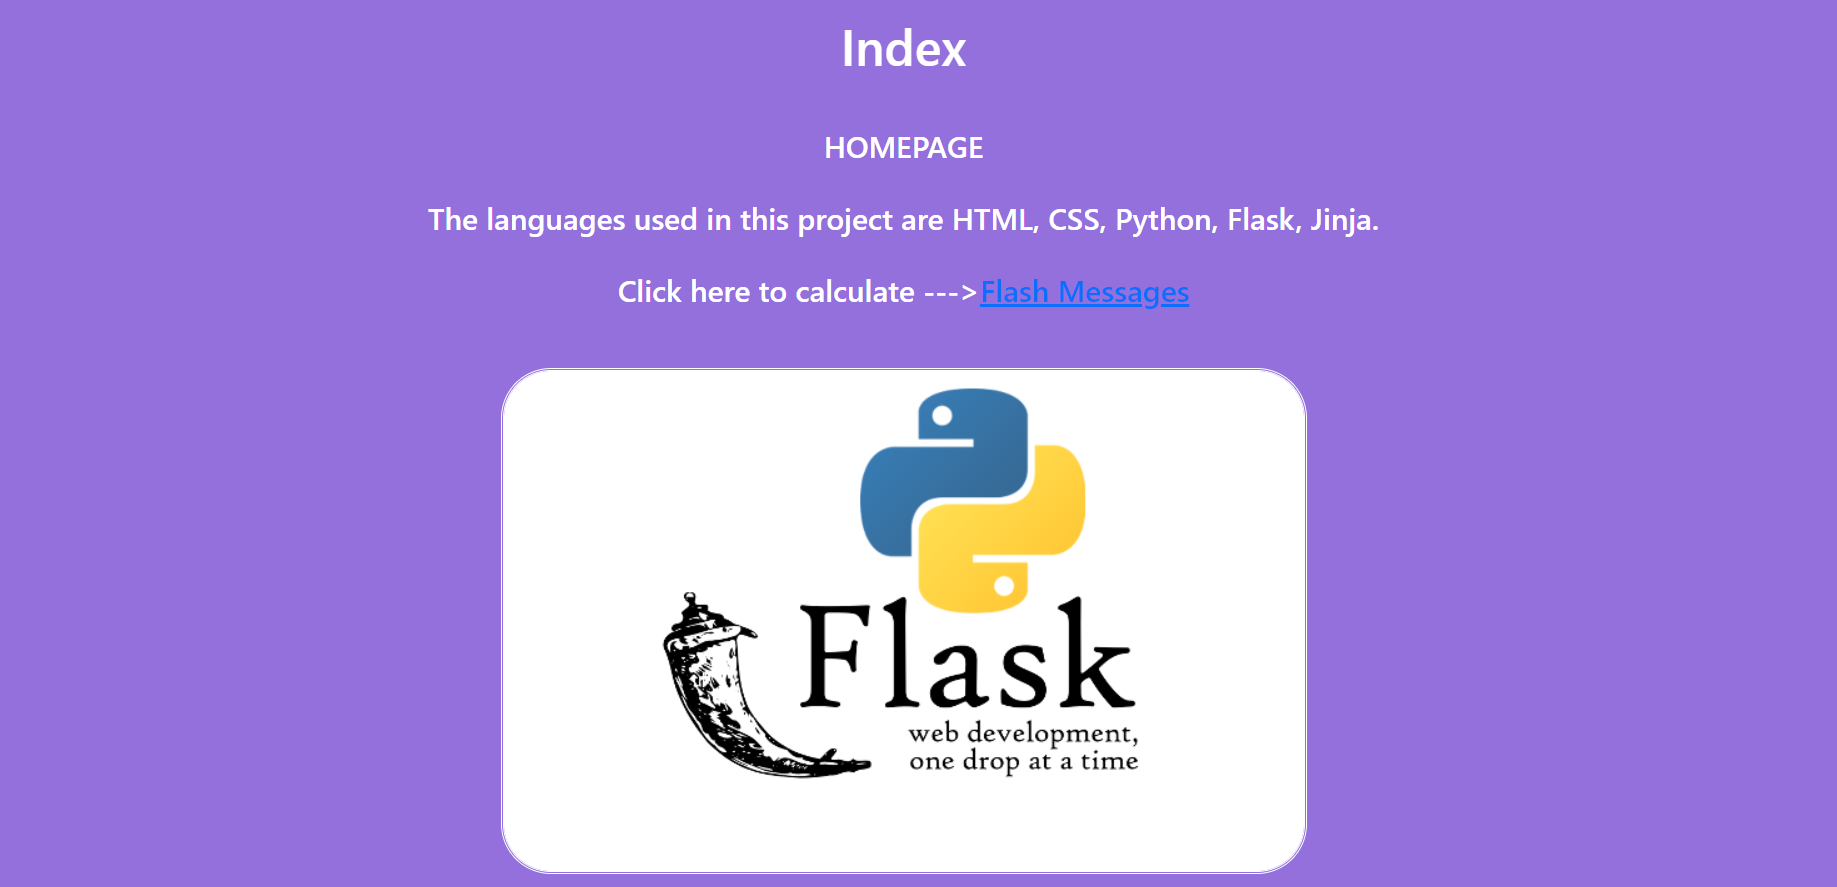 Index
HOMEPAGE
The languages used in this project are HTML, CSS, Python, Flask, Jinja.
Click here to calculate --->Flash Messages
Flask
web development,
one drop at a time